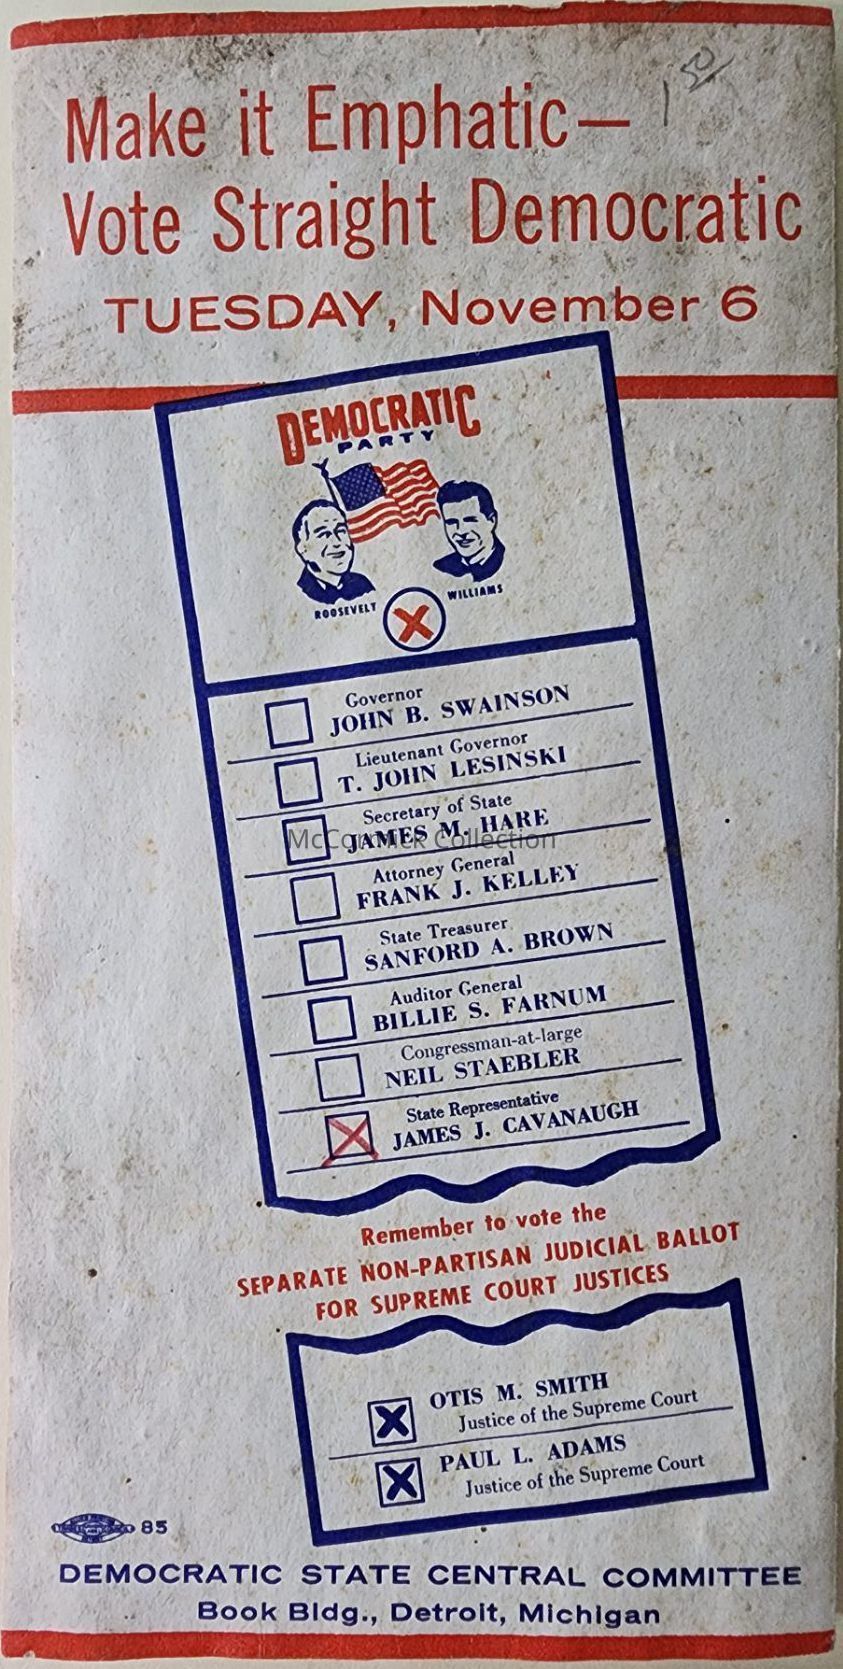 Make it Emphatic—
Vote Straight Democratic
TUESDAY, November 6
DEMOCRATIC
PARTY
ROOSEVELT
WILLIAMS
X
Governor
JOHN B. SWAINSON
Lieutenant Governor
T. JOHN LESINSKI
Secretary of State
JAMES M. HARE
McCormick Collection
Attorney General
FRANK J. KELLEY
State Treasurer
SANFORD A. BROWN
Auditor General
BILLIE S. FARNUM
Congressman-at-large
NEIL STAEBLER
State Representative
X JAMES J. CAVANAUGH
Remember to vote the
SEPARATE NON-PARTISAN JUDICIAL BALLOT
FOR SUPREME COURT JUSTICES
X OTIS M. SMITH
Justice of the Supreme Court
X PAUL L. ADAMS
Justice of the Supreme Court
85
DEMOCRATIC STATE CENTRAL COMMITTEE
Book Bldg., Detroit, Michigan